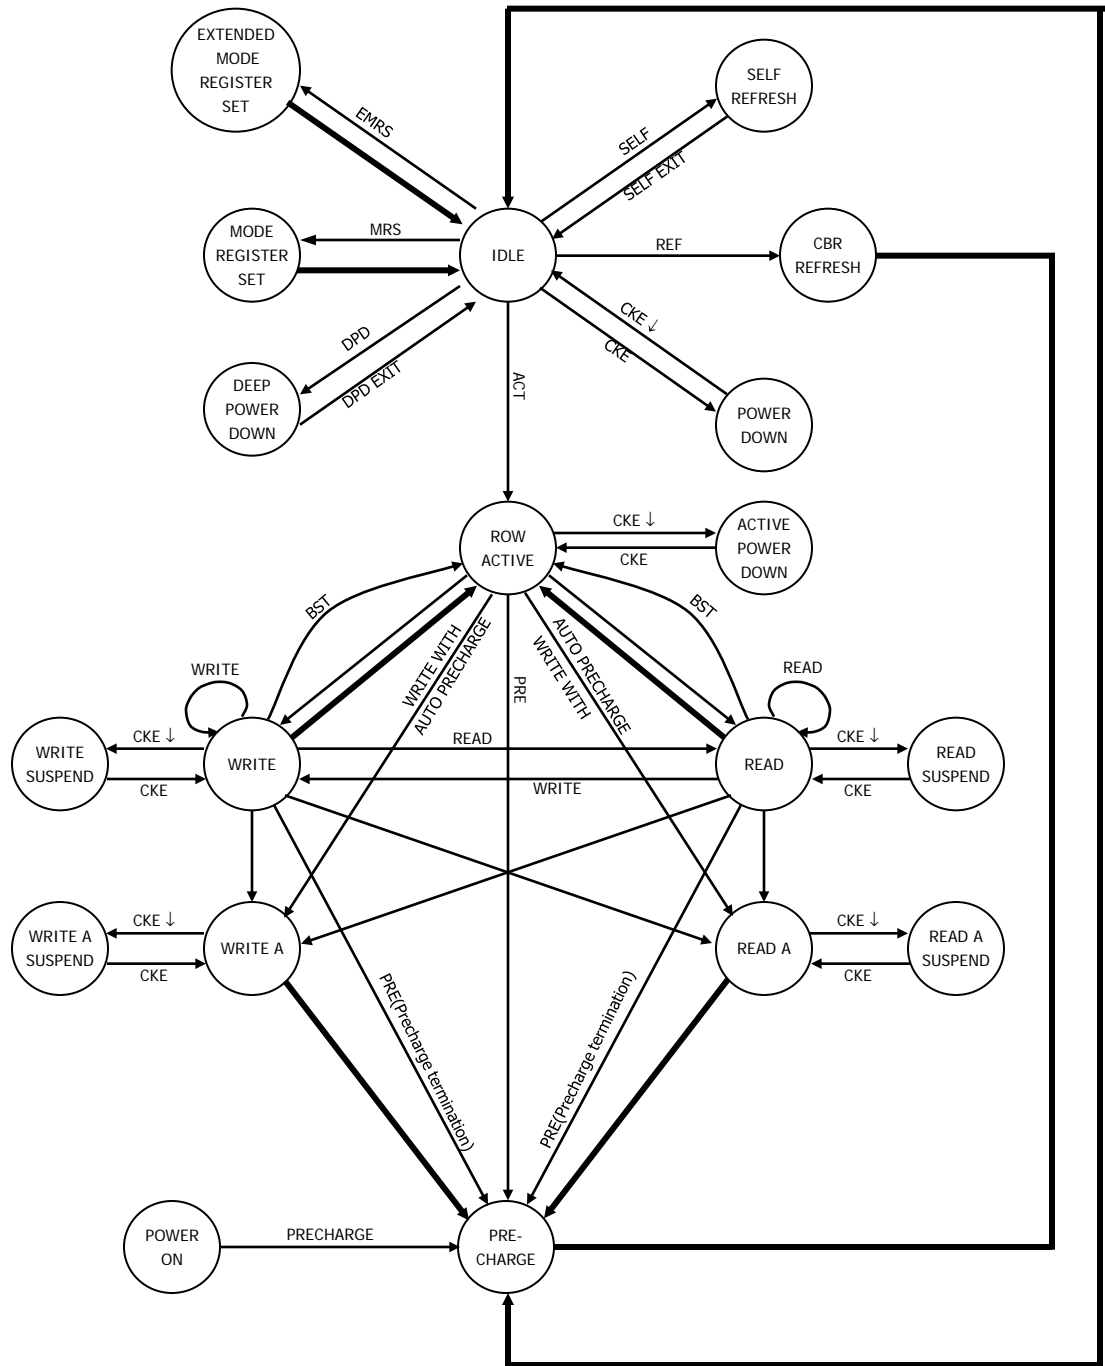 EXTENDED
MODE
REGISTER
SET
SELF
REFRESH
EMRS
SELF
SELF EXIT
MODE
REGISTER
SET
MRS
IDLE
REF
CBR
REFRESH
DPD
DPD EXIT
CKE ↓
CKE
DEEP
POWER
DOWN
ACT
POWER
DOWN
ROW
ACTIVE
CKE ↓
CKE
ACTIVE
POWER
DOWN
BST
BST
WRITE WITH
AUTO PRECHARGE
PRE
AUTO PRECHARGE
WRITE WITH
WRITE
READ
WRITE
SUSPEND
CKE ↓
CKE
WRITE
READ
WRITE
READ
CKE ↓
CKE
READ
SUSPEND
WRITE A
SUSPEND
CKE ↓
CKE
WRITE A
READ A
CKE ↓
CKE
READ A
SUSPEND
PRE(Precharge termination)
PRE(Precharge termination)
POWER
ON
PRECHARGE
PRE-
CHARGE